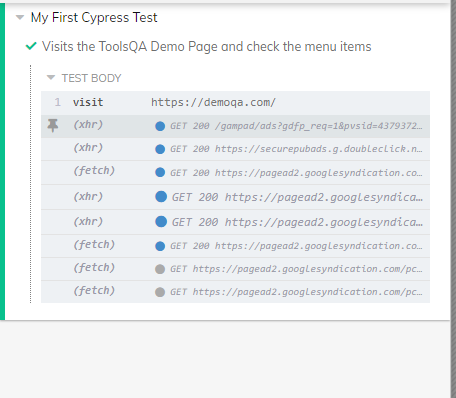 My First Cypress Test
Visits the ToolsQA Demo Page and check the menu items
TEST BODY
1 visit https://demoqa.com/
(xhr) GET 200 /gampad/ads?gdfp_req=1&pvsid=4379372…
(xhr) GET 200 https://securepubads.g.doubleclick.n…
(fetch) GET 200 https://pagead2.googlesyndication.co…
(xhr) GET 200 https://pagead2.googlesyndica…
(xhr) GET 200 https://pagead2.googlesyndica…
(fetch) GET 200 https://pagead2.googlesyndication.co…
(fetch) GET https://pagead2.googlesyndication.com/pc…
(fetch) GET https://pagead2.googlesyndication.com/pc…